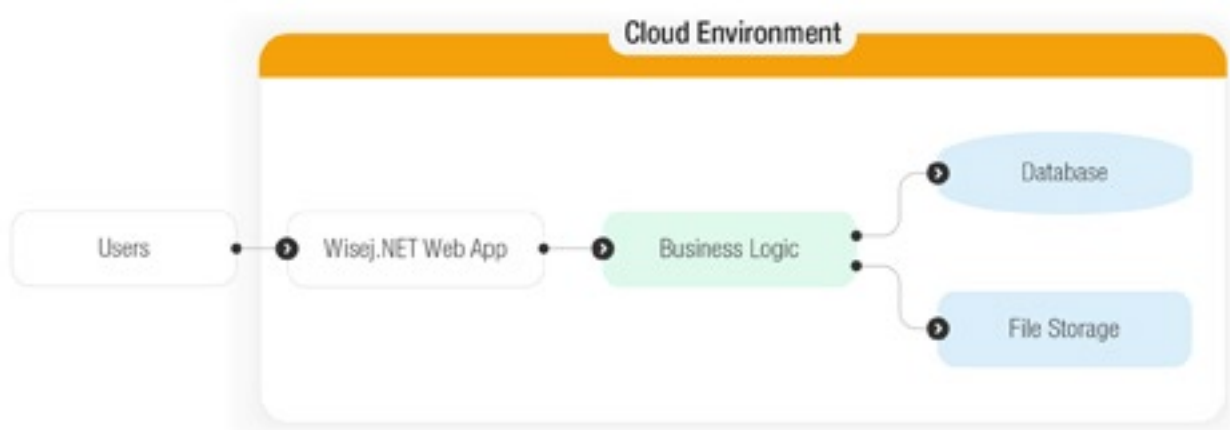 Cloud Environment
Database
Users
Wisej.NET Web App
Business Logic
File Storage